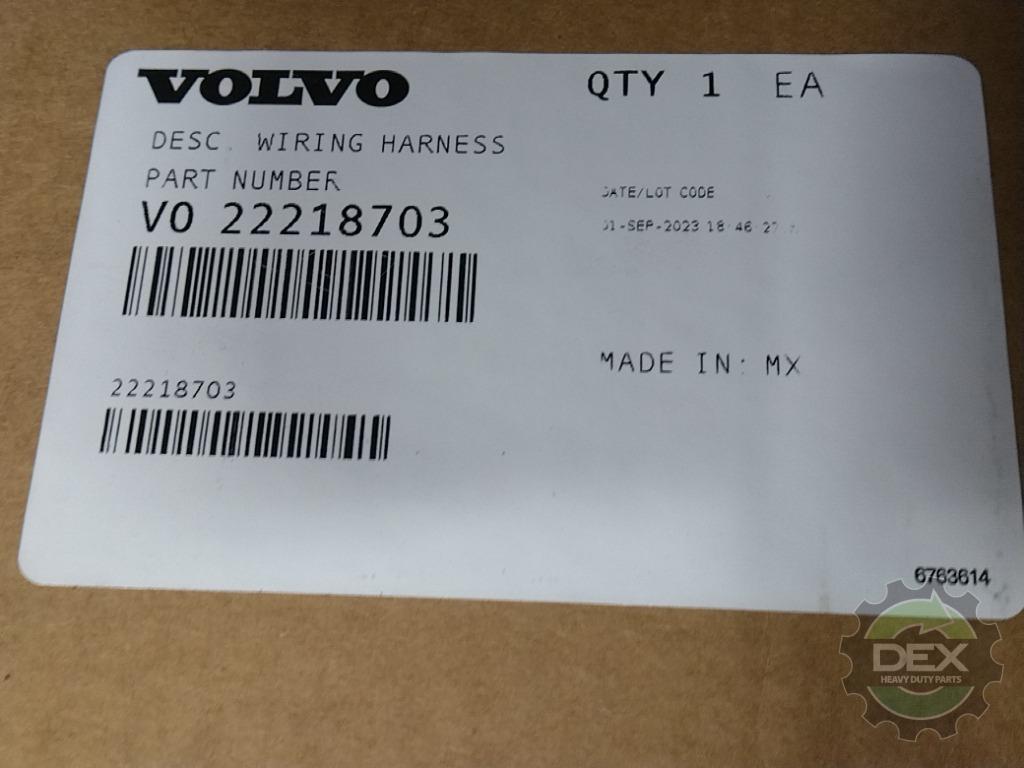 VOLVO
QTY 1 EA
DESC. WIRING HARNESS
PART NUMBER
VO 22218703
DATE/LOT CODE
01-SEP-2023 18:46:27
22218703
MADE IN: MX
6763614
DEX
HEAVY DUTY PARTS